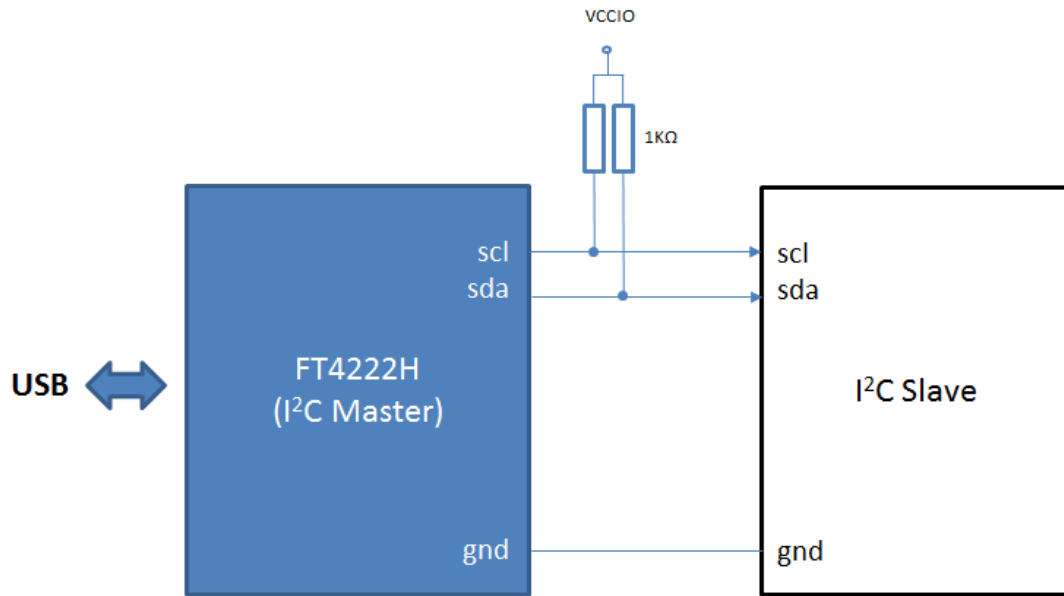 VCCIO
1KΩ
scl
sda
scl
sda
USB
FT4222H
(I²C Master)
I²C Slave
gnd
gnd